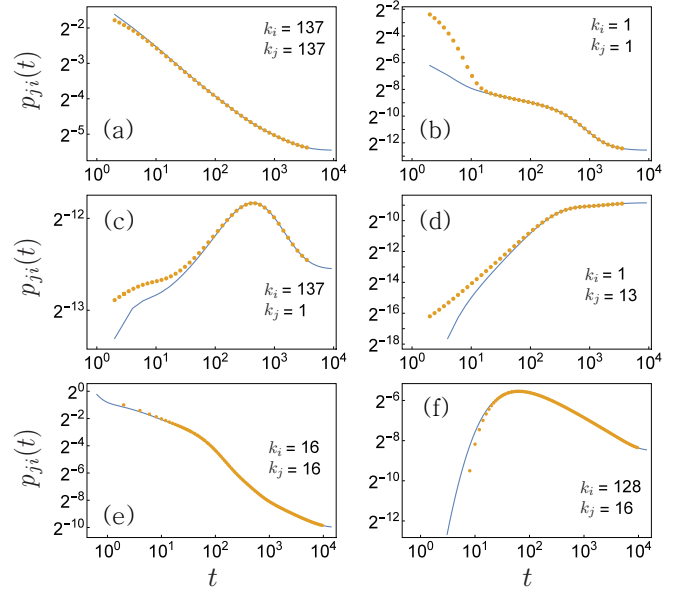 p_{ji}(t)
2^{-2}
2^{-3}
2^{-4}
2^{-5}
k_i = 137
k_j = 137
(a)
10^0 10^1 10^2 10^3 10^4
2^{-2}
2^{-4}
2^{-6}
2^{-8}
2^{-10}
2^{-12}
k_i = 1
k_j = 1
(b)
10^0 10^1 10^2 10^3 10^4
p_{ji}(t)
2^{-12}
2^{-13}
(c)
k_i = 137
k_j = 1
10^0 10^1 10^2 10^3 10^4
2^{-10}
2^{-12}
2^{-14}
2^{-16}
2^{-18}
(d)
k_i = 1
k_j = 13
10^0 10^1 10^2 10^3 10^4
p_{ji}(t)
2^0
2^{-2}
2^{-4}
2^{-6}
2^{-8}
2^{-10}
k_i = 16
k_j = 16
(e)
10^0 10^1 10^2 10^3 10^4
t
2^{-6}
2^{-8}
2^{-10}
2^{-12}
(f)
k_i = 128
k_j = 16
10^0 10^1 10^2 10^3 10^4
t